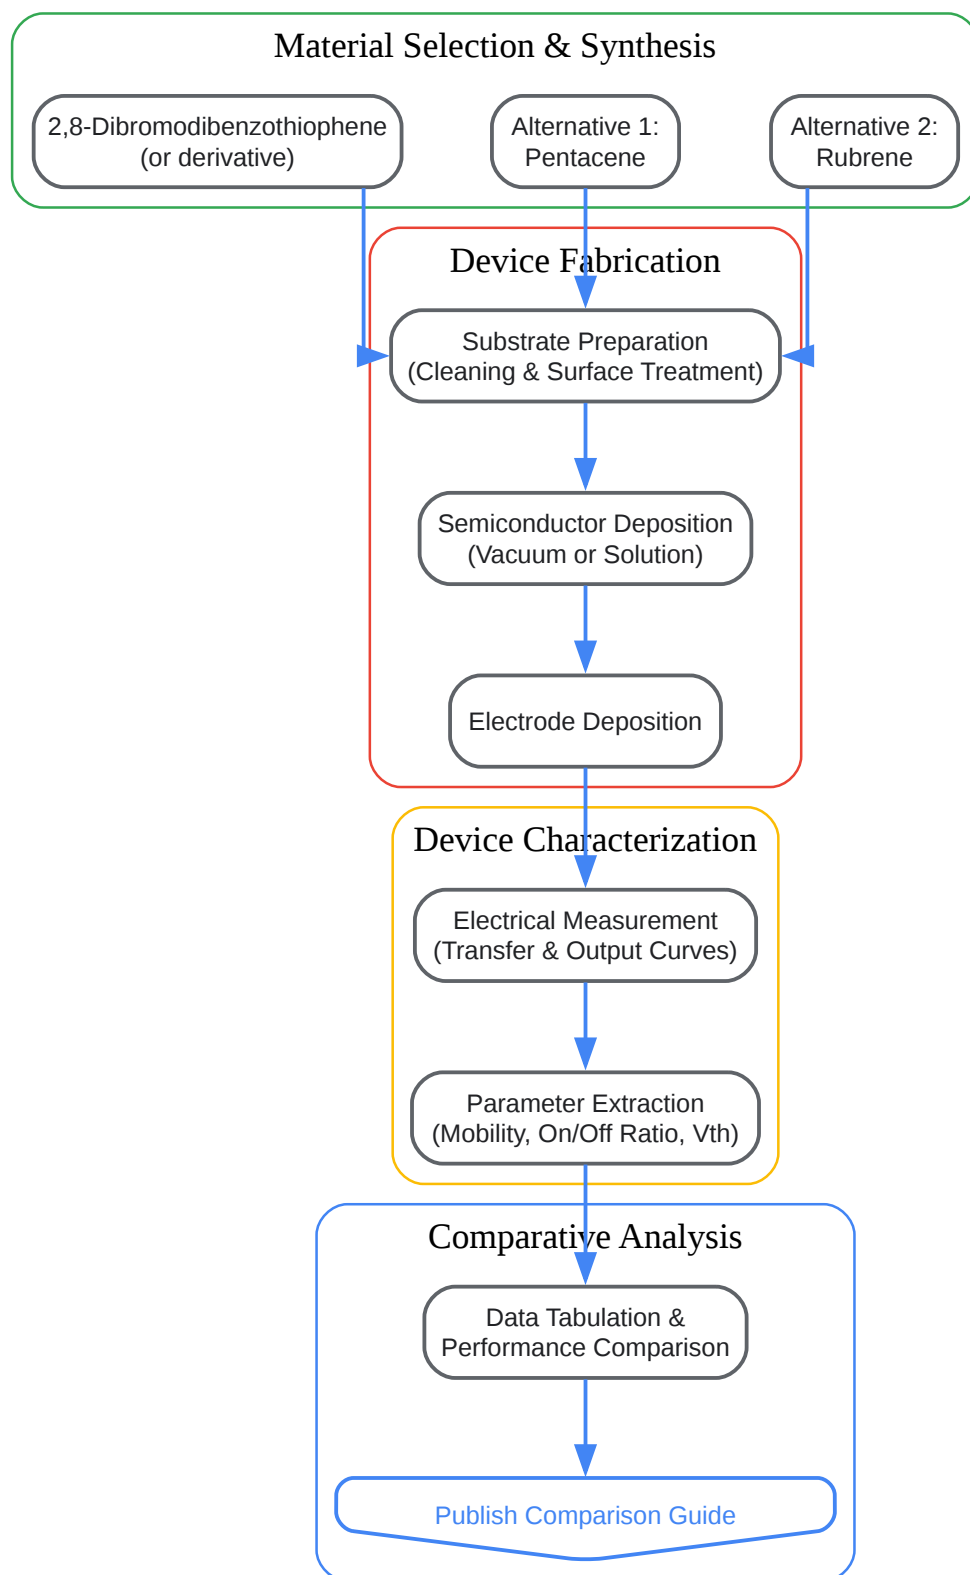 Material Selection & Synthesis
2,8-Dibromodibenzothiophene
(or derivative)
Alternative 1:
Pentacene
Alternative 2:
Rubrene
Device Fabrication
Substrate Preparation
(Cleaning & Surface Treatment)
Semiconductor Deposition
(Vacuum or Solution)
Electrode Deposition
Device Characterization
Electrical Measurement
(Transfer & Output Curves)
Parameter Extraction
(Mobility, On/Off Ratio, Vth)
Comparative Analysis
Data Tabulation &
Performance Comparison
Publish Comparison Guide